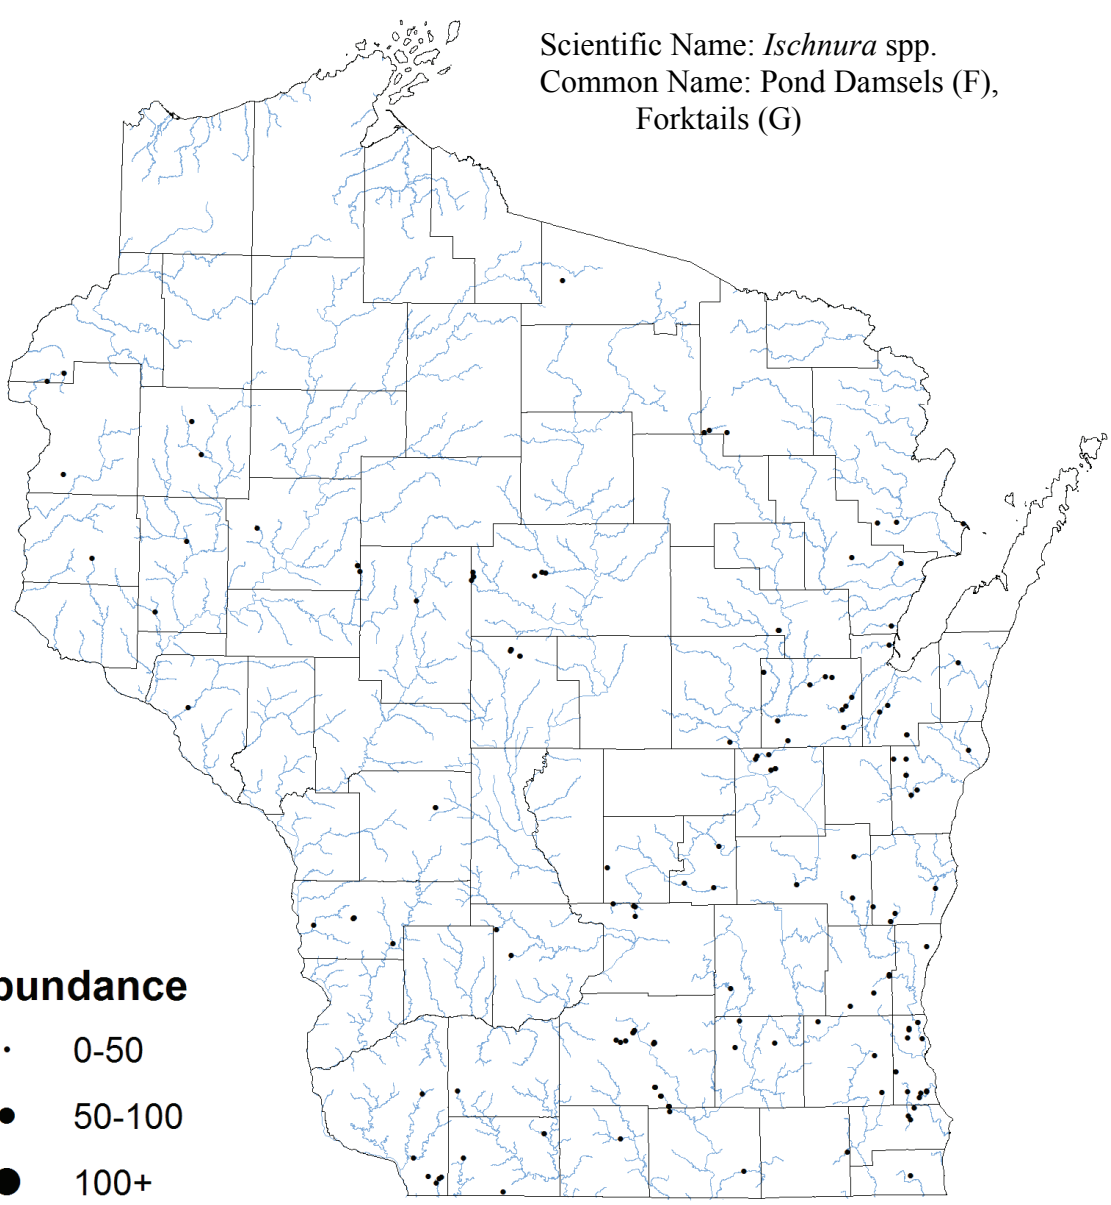 Scientific Name: Ischnura spp.
Common Name: Pond Damsels (F),
Forktails (G)
bundance
0-50
50-100
100+